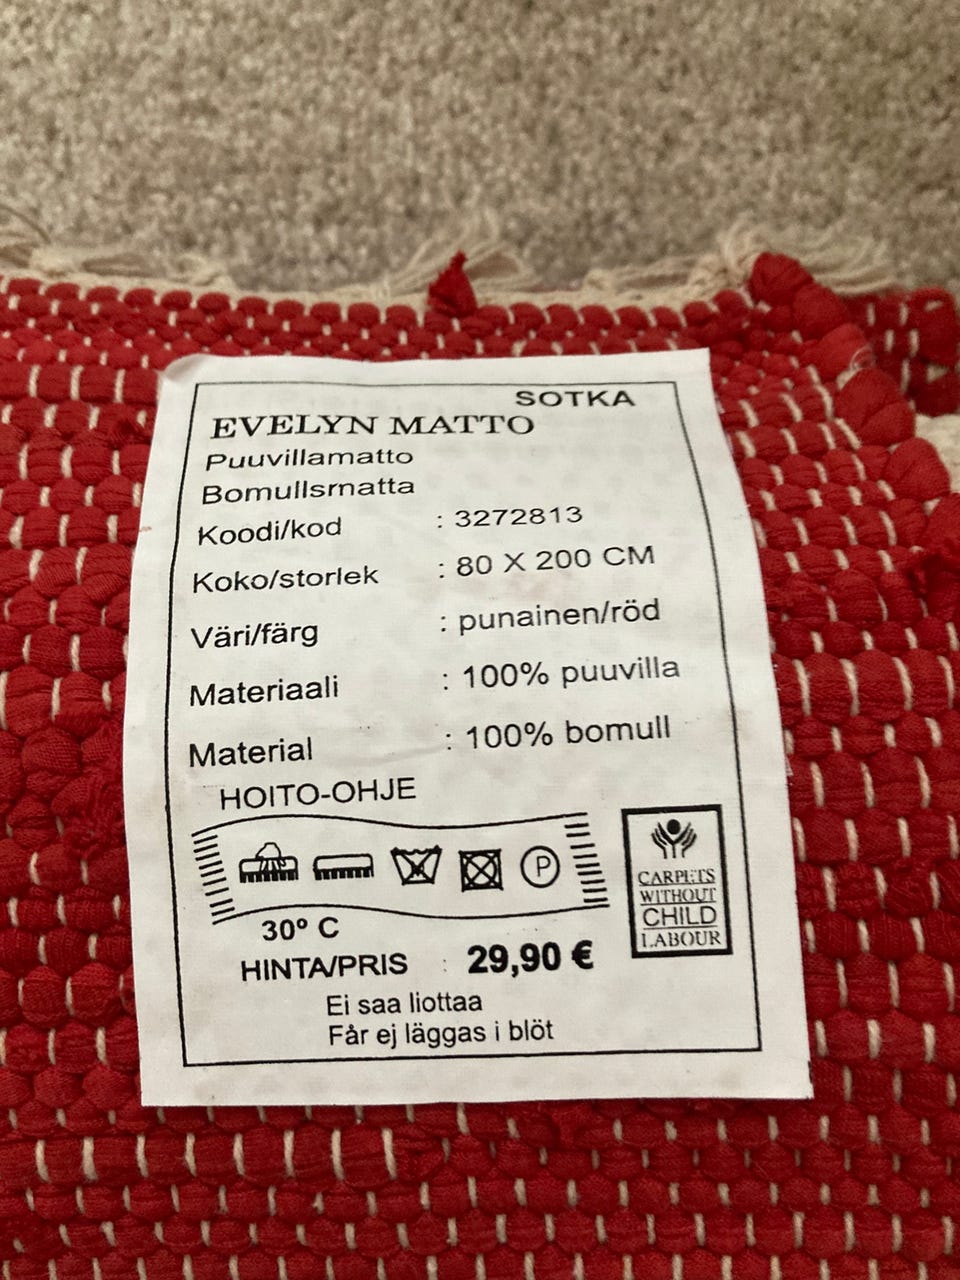 SOTKA
EVELYN MATTO
Puuvillamatto
Bomullsmatta
Koodi/kod : 3272813
Koko/storlek : 80 X 200 CM
Väri/färg : punainen/röd
Materiaali : 100% puuvilla
Material : 100% bomull
HOITO-OHJE
P
30º C
CARPETS
WITHOUT
CHILD
LABOUR
HINTA/PRIS : 29,90 €
Ei saa liottaa
Får ej läggas i blöt